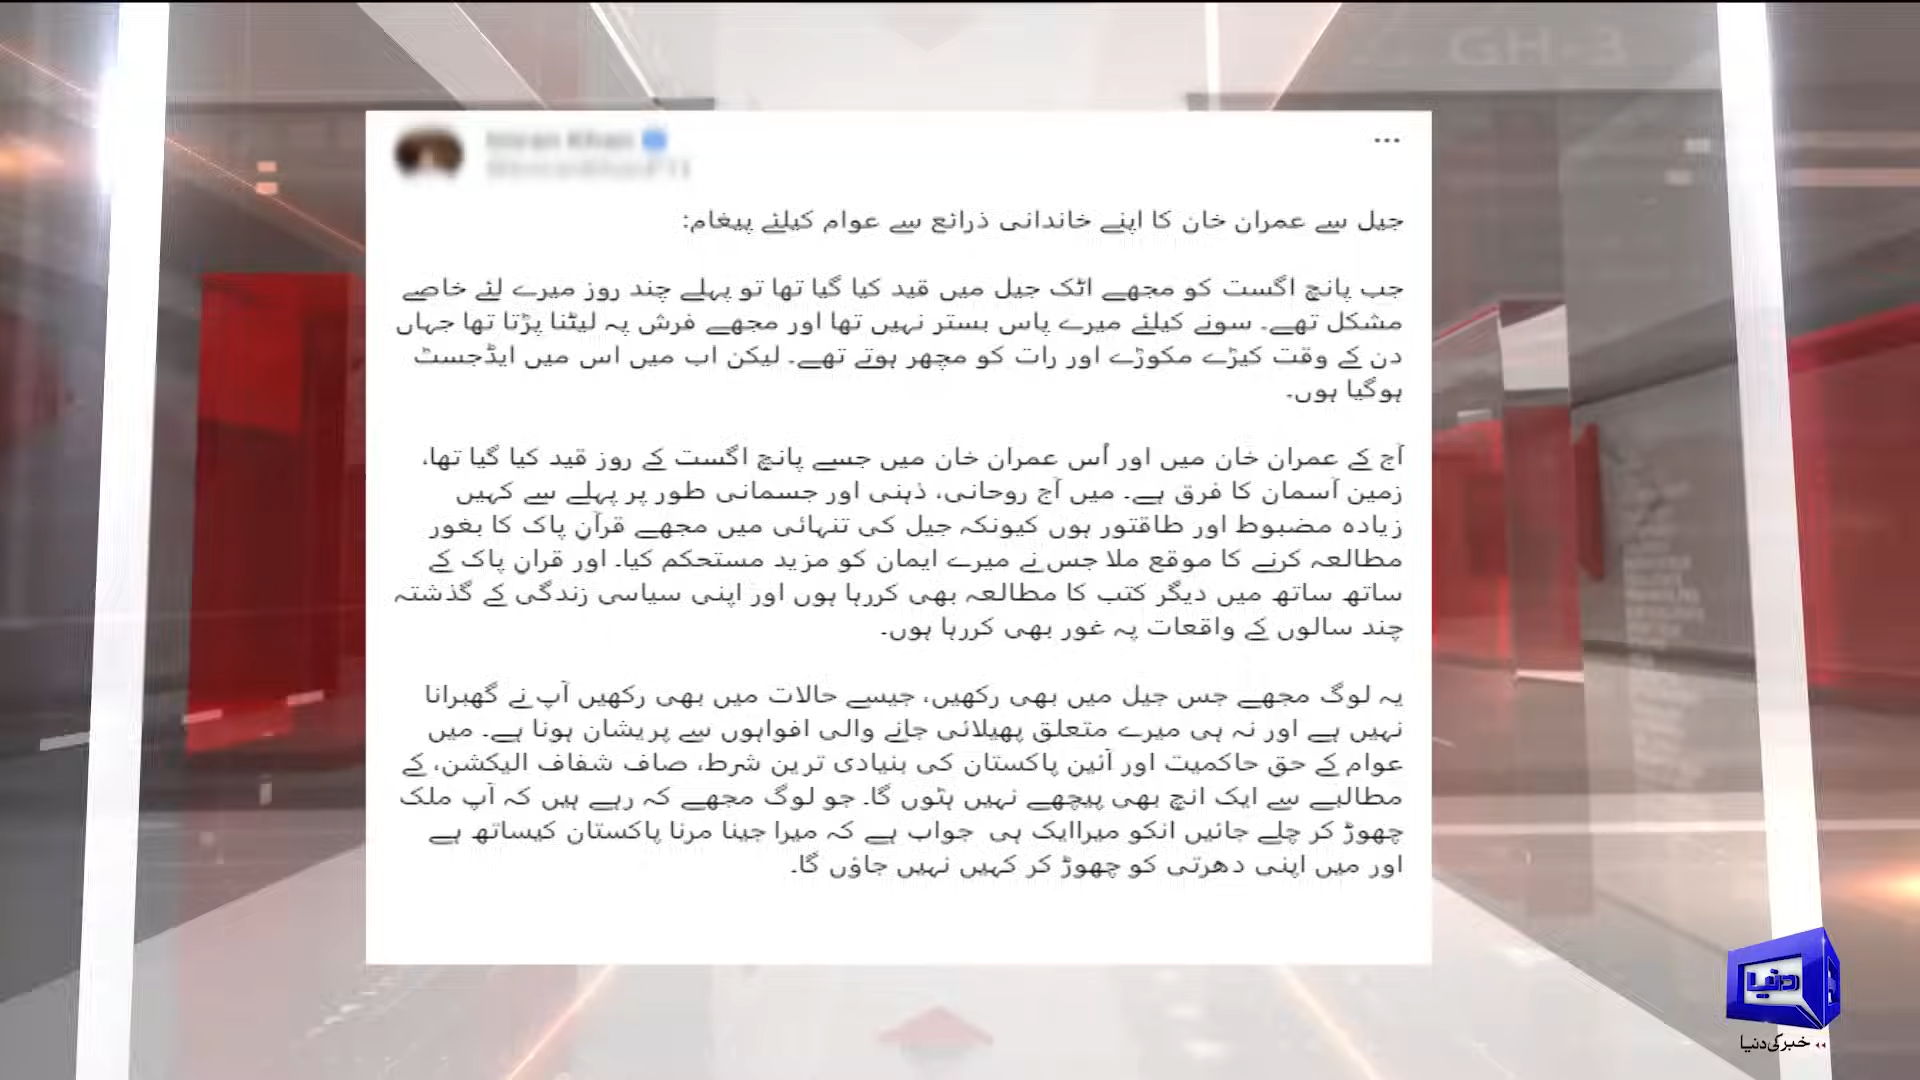 GH-3
Imran Khan
جیل سے عمران خان کا اپنے خاندانی ذرائع سے عوام کیلئے پیغام:
جب پانچ اگست کو مجھے اٹک جیل میں قید کیا گیا تھا تو پہلے چند روز میرے لئے خاصے
مشکل تھے۔ سونے کیلئے میرے پاس بستر نہیں تھا اور مجھے فرش پہ لیٹنا پڑتا تھا جہاں
دن کے وقت کیڑے مکوڑے اور رات کو مچھر ہوتے تھے۔ لیکن اب میں اس میں ایڈجسٹ
ہوگیا ہوں۔
آج کے عمران خان میں اور اُس عمران خان میں جسے پانچ اگست کے روز قید کیا گیا تھا،
زمین آسمان کا فرق ہے۔ میں آج روحانی، ذہنی اور جسمانی طور پر پہلے سے کہیں
زیادہ مضبوط اور طاقتور ہوں کیونکہ جیل کی تنہائی میں مجھے قرآنِ پاک کا بغور
مطالعہ کرنے کا موقع ملا جس نے میرے ایمان کو مزید مستحکم کیا۔ اور قرانِ پاک کے
ساتھ ساتھ میں دیگر کتب کا مطالعہ بھی کررہا ہوں اور اپنی سیاسی زندگی کے گذشتہ
چند سالوں کے واقعات پہ غور بھی کررہا ہوں۔
یہ لوگ مجھے جس جیل میں بھی رکھیں، جیسے حالات میں بھی رکھیں آپ نے گھبرانا
نہیں ہے اور نہ ہی میرے متعلق پھیلائی جانے والی افواہوں سے پریشان ہونا ہے۔ میں
عوام کے حق حاکمیت اور آئین پاکستان کی بنیادی ترین شرط، صاف شفاف الیکشن، کے
مطالبے سے ایک انچ بھی پیچھے نہیں ہٹوں گا۔ جو لوگ مجھے کہ رہے ہیں کہ آپ ملک
چھوڑ کر چلے جائیں انکو میراایک ہی جواب ہے کہ میرا جینا مرنا پاکستان کیساتھ ہے
اور میں اپنی دھرتی کو چھوڑ کر کہیں نہیں جاؤں گا۔
دنیا
خبر کی دنیا